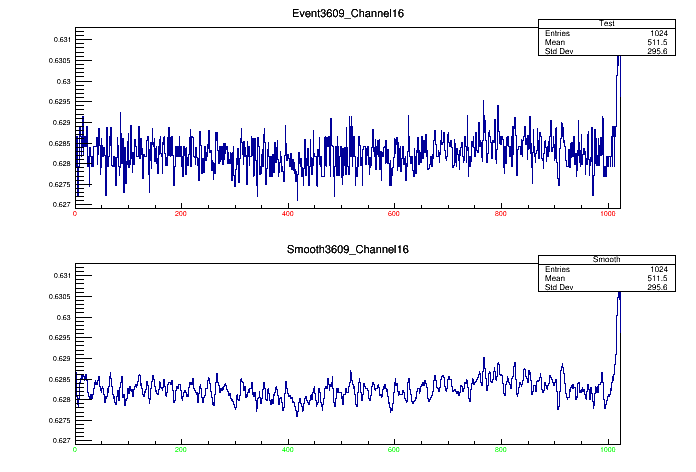 Event3609_Channel16
Test
Entries 1024
Mean 511.5
Std Dev 295.6
0.631
0.6305
0.63
0.6295
0.629
0.6285
0.628
0.6275
0.627
0 200 400 600 800 1000
Smooth3609_Channel16
Smooth
Entries 1024
Mean 511.5
Std Dev 295.6
0.631
0.6305
0.63
0.6295
0.629
0.6285
0.628
0.6275
0.627
0 200 400 600 800 1000